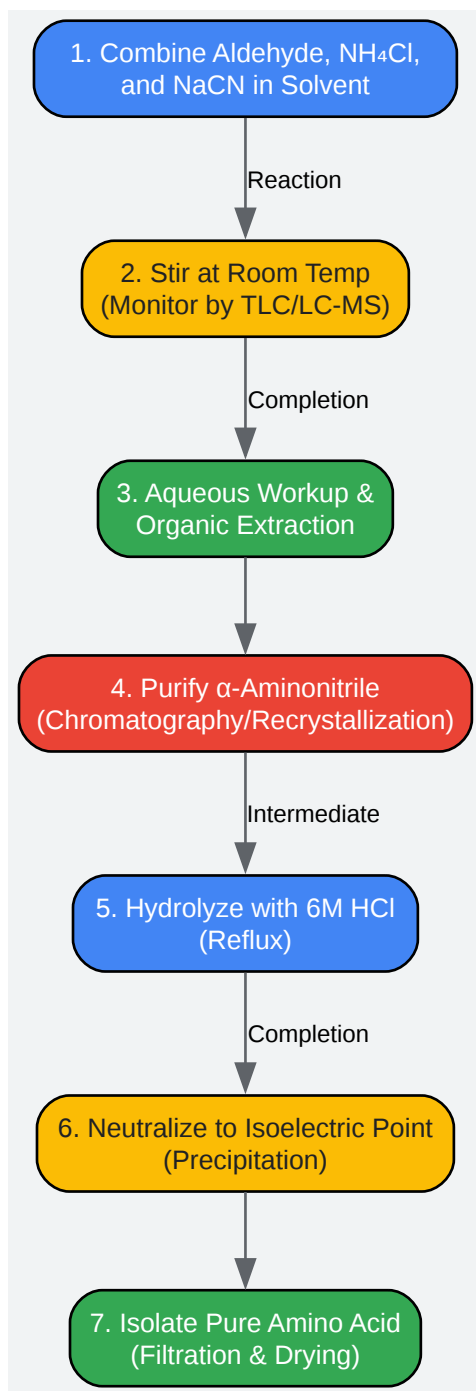 1. Combine Aldehyde, NH₄Cl,
and NaCN in Solvent
Reaction
2. Stir at Room Temp
(Monitor by TLC/LC-MS)
Completion
3. Aqueous Workup &
Organic Extraction
4. Purify α-Aminonitrile
(Chromatography/Recrystallization)
Intermediate
5. Hydrolyze with 6M HCl
(Reflux)
Completion
6. Neutralize to Isoelectric Point
(Precipitation)
7. Isolate Pure Amino Acid
(Filtration & Drying)